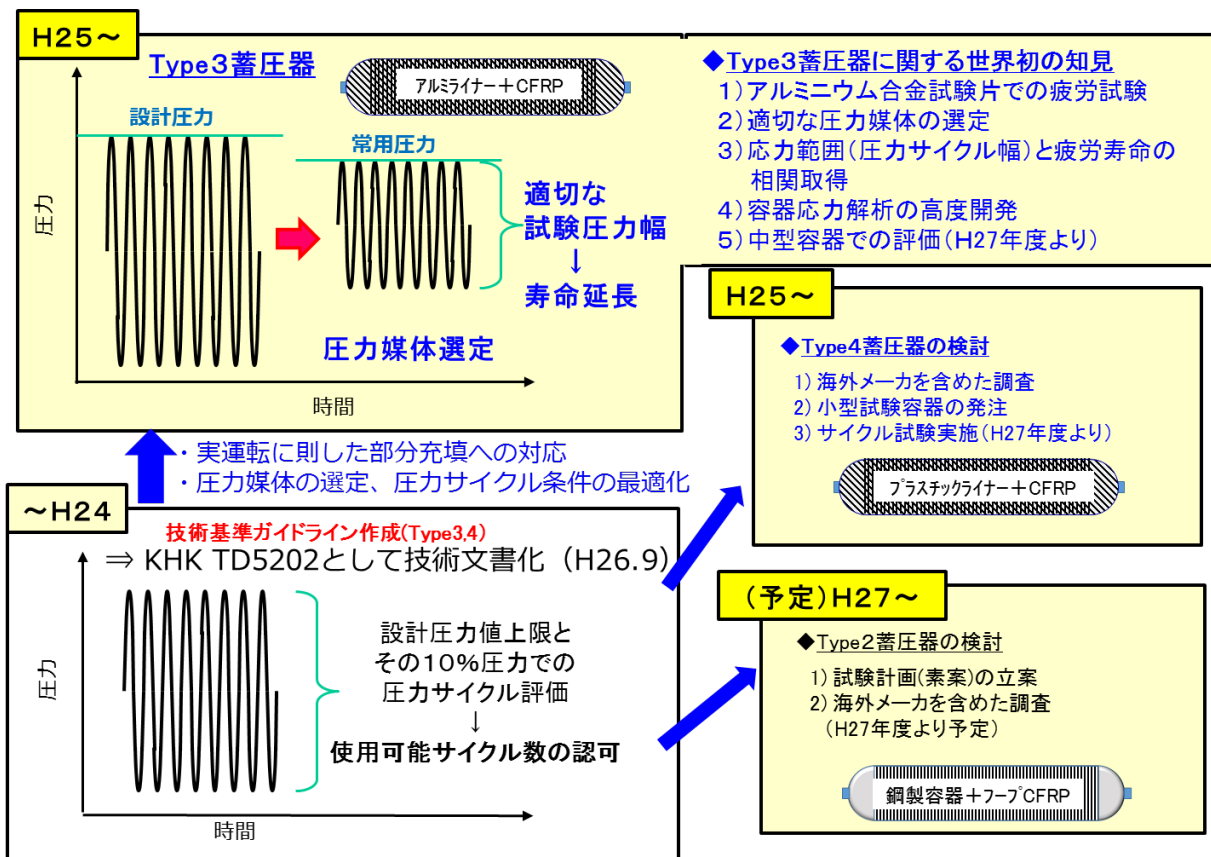 H25～
Type3蓄圧器
アルミライナー＋CFRP
設計圧力
常用圧力
圧力
適切な
試験圧力幅
↓
寿命延長
圧力媒体選定
時間
◆Type3蓄圧器に関する世界初の知見
1)アルミニウム合金試験片での疲労試験
2)適切な圧力媒体の選定
3)応力範囲(圧力サイクル幅)と疲労寿命の
相関取得
4)容器応力解析の高度開発
5)中型容器での評価(H27年度より)
H25～
◆Type4蓄圧器の検討
1)海外メーカを含めた調査
2)小型試験容器の発注
3)サイクル試験実施(H27年度より)
プラスチックライナー＋CFRP
・実運転に則した部分充填への対応
・圧力媒体の選定、圧力サイクル条件の最適化
～H24
技術基準ガイドライン作成(Type3,4)
⇒ KHK TD5202として技術文書化（H26.9）
圧力
設計圧力値上限と
その10％圧力での
圧力サイクル評価
↓
使用可能サイクル数の認可
時間
(予定)H27～
◆Type2蓄圧器の検討
1)試験計画(素案)の立案
2)海外メーカを含めた調査
(H27年度より予定)
鋼製容器＋フープCFRP